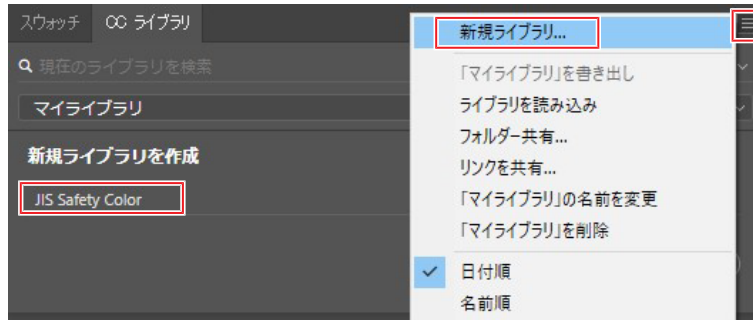 スウォッチ CC ライブラリ
現在のライブラリを検索
マイライブラリ
新規ライブラリを作成
JIS Safety Color
新規ライブラリ...
「マイライブラリ」を書き出し
ライブラリを読み込み
フォルダー共有...
リンクを共有...
「マイライブラリ」の名前を変更
「マイライブラリ」を削除
日付順
名前順